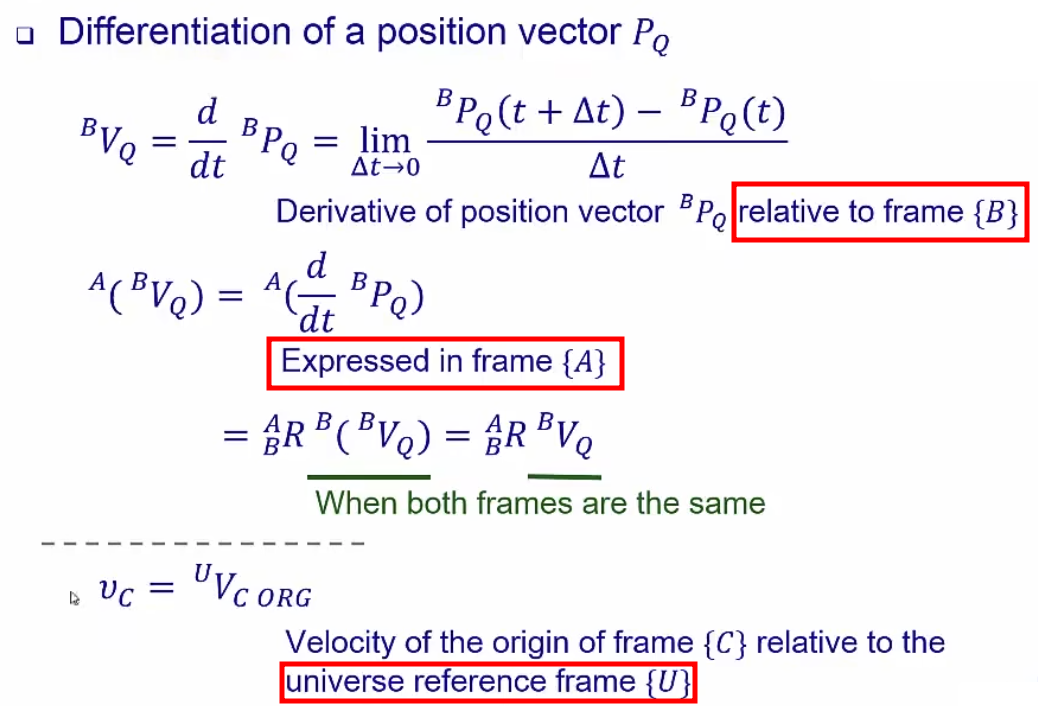 ❑ Differentiation of a position vector $P_Q$
${}^{B}V_Q = \frac{d}{dt} {}^{B}P_Q = \lim_{\Delta t \to 0} \frac{{}^{B}P_Q(t + \Delta t) - {}^{B}P_Q(t)}{\Delta t}$
Derivative of position vector ${}^{B}P_Q$ relative to frame $\{B\}$
${}^{A}({}^{B}V_Q) = {}^{A}(\frac{d}{dt} {}^{B}P_Q)$
Expressed in frame $\{A\}$
$= {}^{A}_{B}R \, {}^{B}({}^{B}V_Q) = {}^{A}_{B}R \, {}^{B}V_Q$
When both frames are the same
$\upsilon_C = {}^{U}V_{C\,ORG}$
Velocity of the origin of frame $\{C\}$ relative to the
universe reference frame $\{U\}$